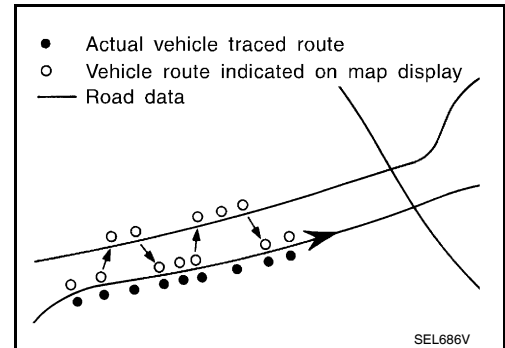 Actual vehicle traced route
Vehicle route indicated on map display
Road data
SEL686V